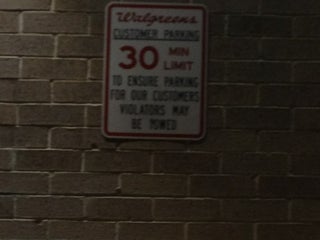 Walgreens
CUSTOMER PARKING
30 MIN LIMIT
TO ENSURE PARKING
FOR OUR CUSTOMERS
VIOLATORS MAY
BE TOWED